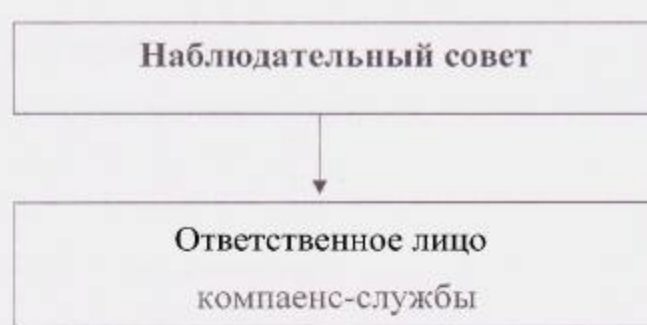 Наблюдательный совет
Ответственное лицо
компаенс-службы